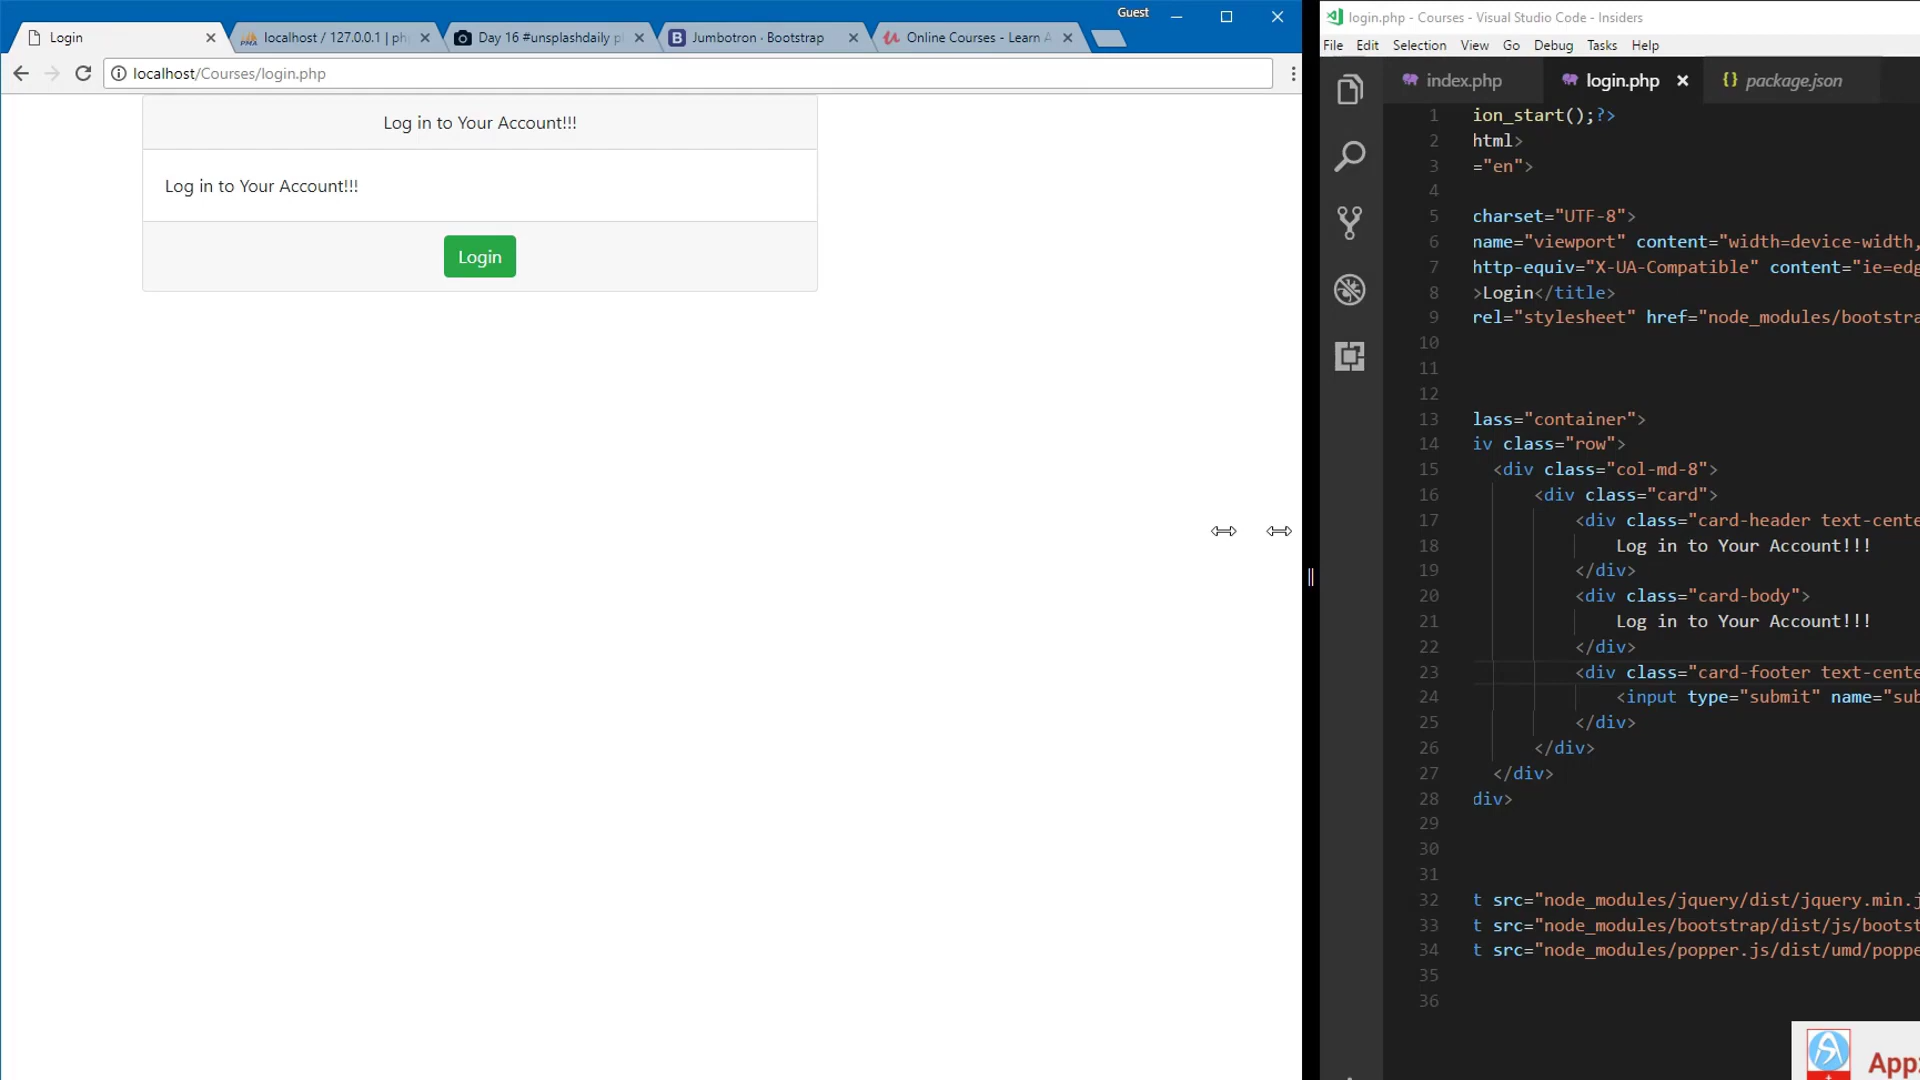 Guest
Login
localhost / 127.0.0.1 | ph
Day 16 #unsplashdaily p
Jumbotron · Bootstrap
Online Courses - Learn A
localhost/Courses/login.php
Log in to Your Account!!!
Log in to Your Account!!!
Login
login.php - Courses - Visual Studio Code - Insiders
File Edit Selection View Go Debug Tasks Help
index.php login.php package.json
1 ion_start();?>
2 html>
3 ="en">
4
5 charset="UTF-8">
6 name="viewport" content="width=device-width,
7 http-equiv="X-UA-Compatible" content="ie=edg
8 >Login</title>
9 rel="stylesheet" href="node_modules/bootstra
10
11
12
13 lass="container">
14 iv class="row">
15 <div class="col-md-8">
16 <div class="card">
17 <div class="card-header text-cente
18 Log in to Your Account!!!
19 </div>
20 <div class="card-body">
21 Log in to Your Account!!!
22 </div>
23 <div class="card-footer text-cente
24 <input type="submit" name="sub
25 </div>
26 </div>
27 </div>
28 div>
29
30
31
32 t src="node_modules/jquery/dist/jquery.min.j
33 t src="node_modules/bootstrap/dist/js/bootst
34 t src="node_modules/popper.js/dist/umd/poppe
35
36